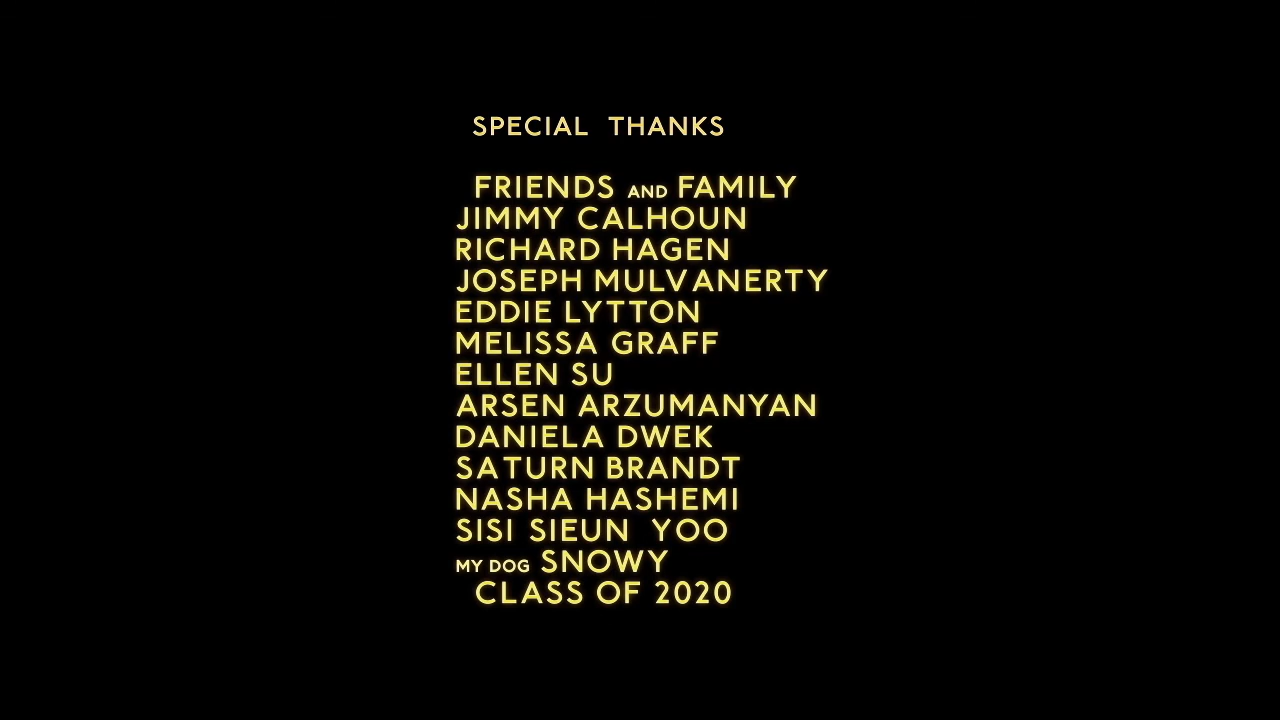 SPECIAL THANKS
FRIENDS AND FAMILY
JIMMY CALHOUN
RICHARD HAGEN
JOSEPH MULVANERTY
EDDIE LYTTON
MELISSA GRAFF
ELLEN SU
ARSEN ARZUMANYAN
DANIELA DWEK
SATURN BRANDT
NASHA HASHEMI
SISI SIEUN YOO
MY DOG SNOWY
CLASS OF 2020